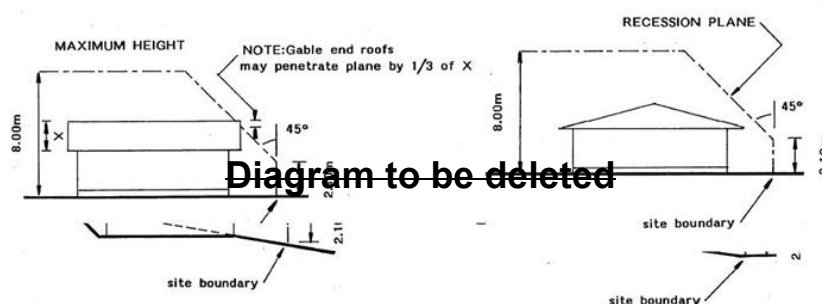 RECESSION PLANE
MAXIMUM HEIGHT
NOTE:Gable end roofs
may penetrate plane by 1/3 of X
8.00m
X
45°
8.00m
45°
Diagram to be deleted
site boundary
site boundary
site boundary